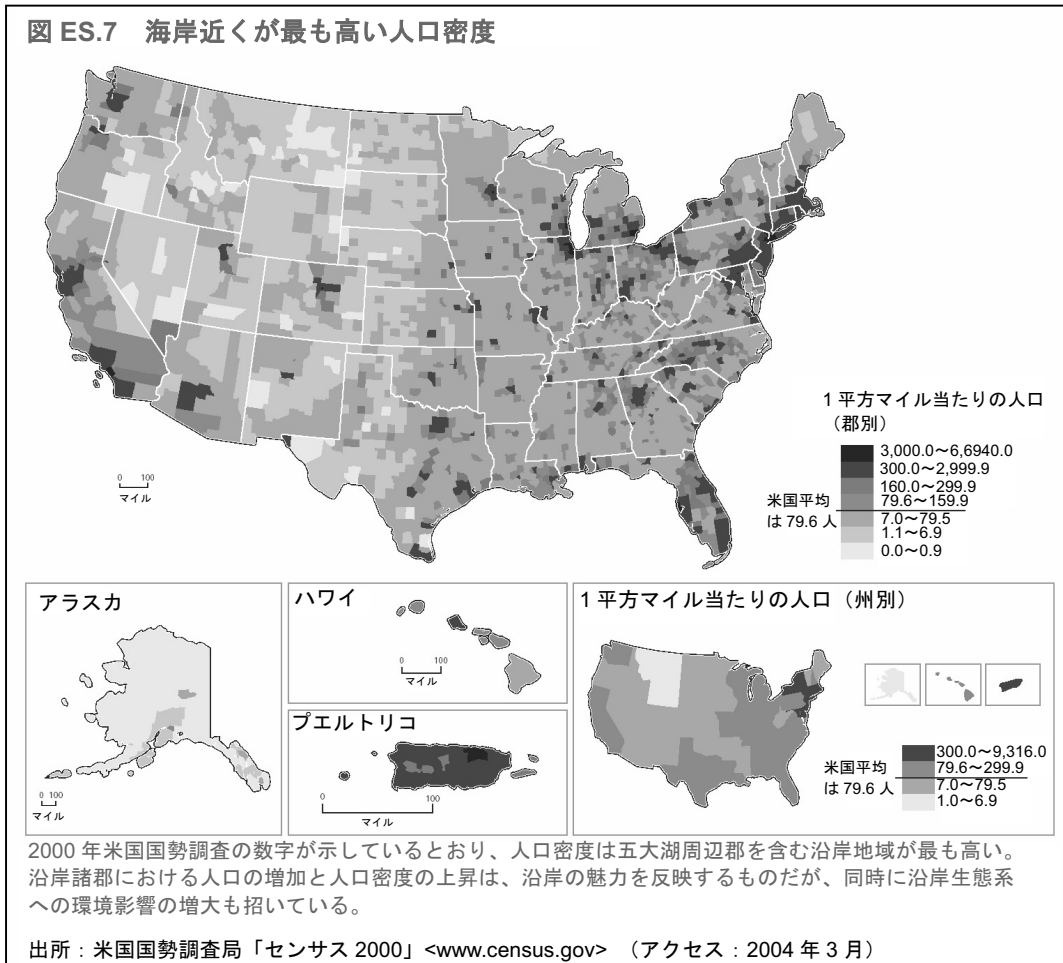 図 ES.7　海岸近くが最も高い人口密度
0 100
マイル
1 平方マイル当たりの人口
（郡別）
3,000.0～6,6940.0
300.0～2,999.9
160.0～299.9
79.6～159.9
米国平均
は 79.6 人
7.0～79.5
1.1～6.9
0.0～0.9
アラスカ
0 100
マイル
ハワイ
0 100
マイル
プエルトリコ
0 100
マイル
1 平方マイル当たりの人口（州別）
300.0～9,316.0
79.6～299.9
米国平均
は 79.6 人
7.0～79.5
1.0～6.9
2000 年米国国勢調査の数字が示しているとおり、人口密度は五大湖周辺郡を含む沿岸地域が最も高い。
沿岸諸郡における人口の増加と人口密度の上昇は、沿岸の魅力を反映するものだが、同時に沿岸生態系
への環境影響の増大も招いている。
出所：米国国勢調査局「センサス 2000」<www.census.gov>　（アクセス：2004 年 3 月）